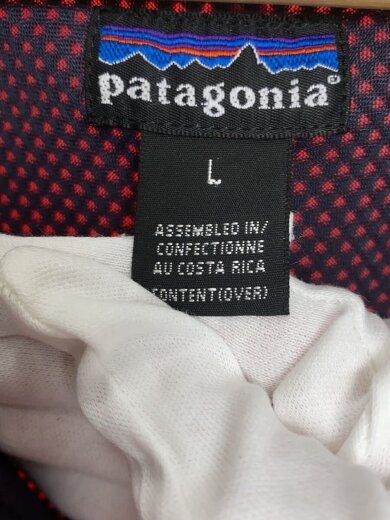 patagonia®
L
ASSEMBLED IN/
CONFECTIONNE
AU COSTA RICA
CONTENT(OVER)